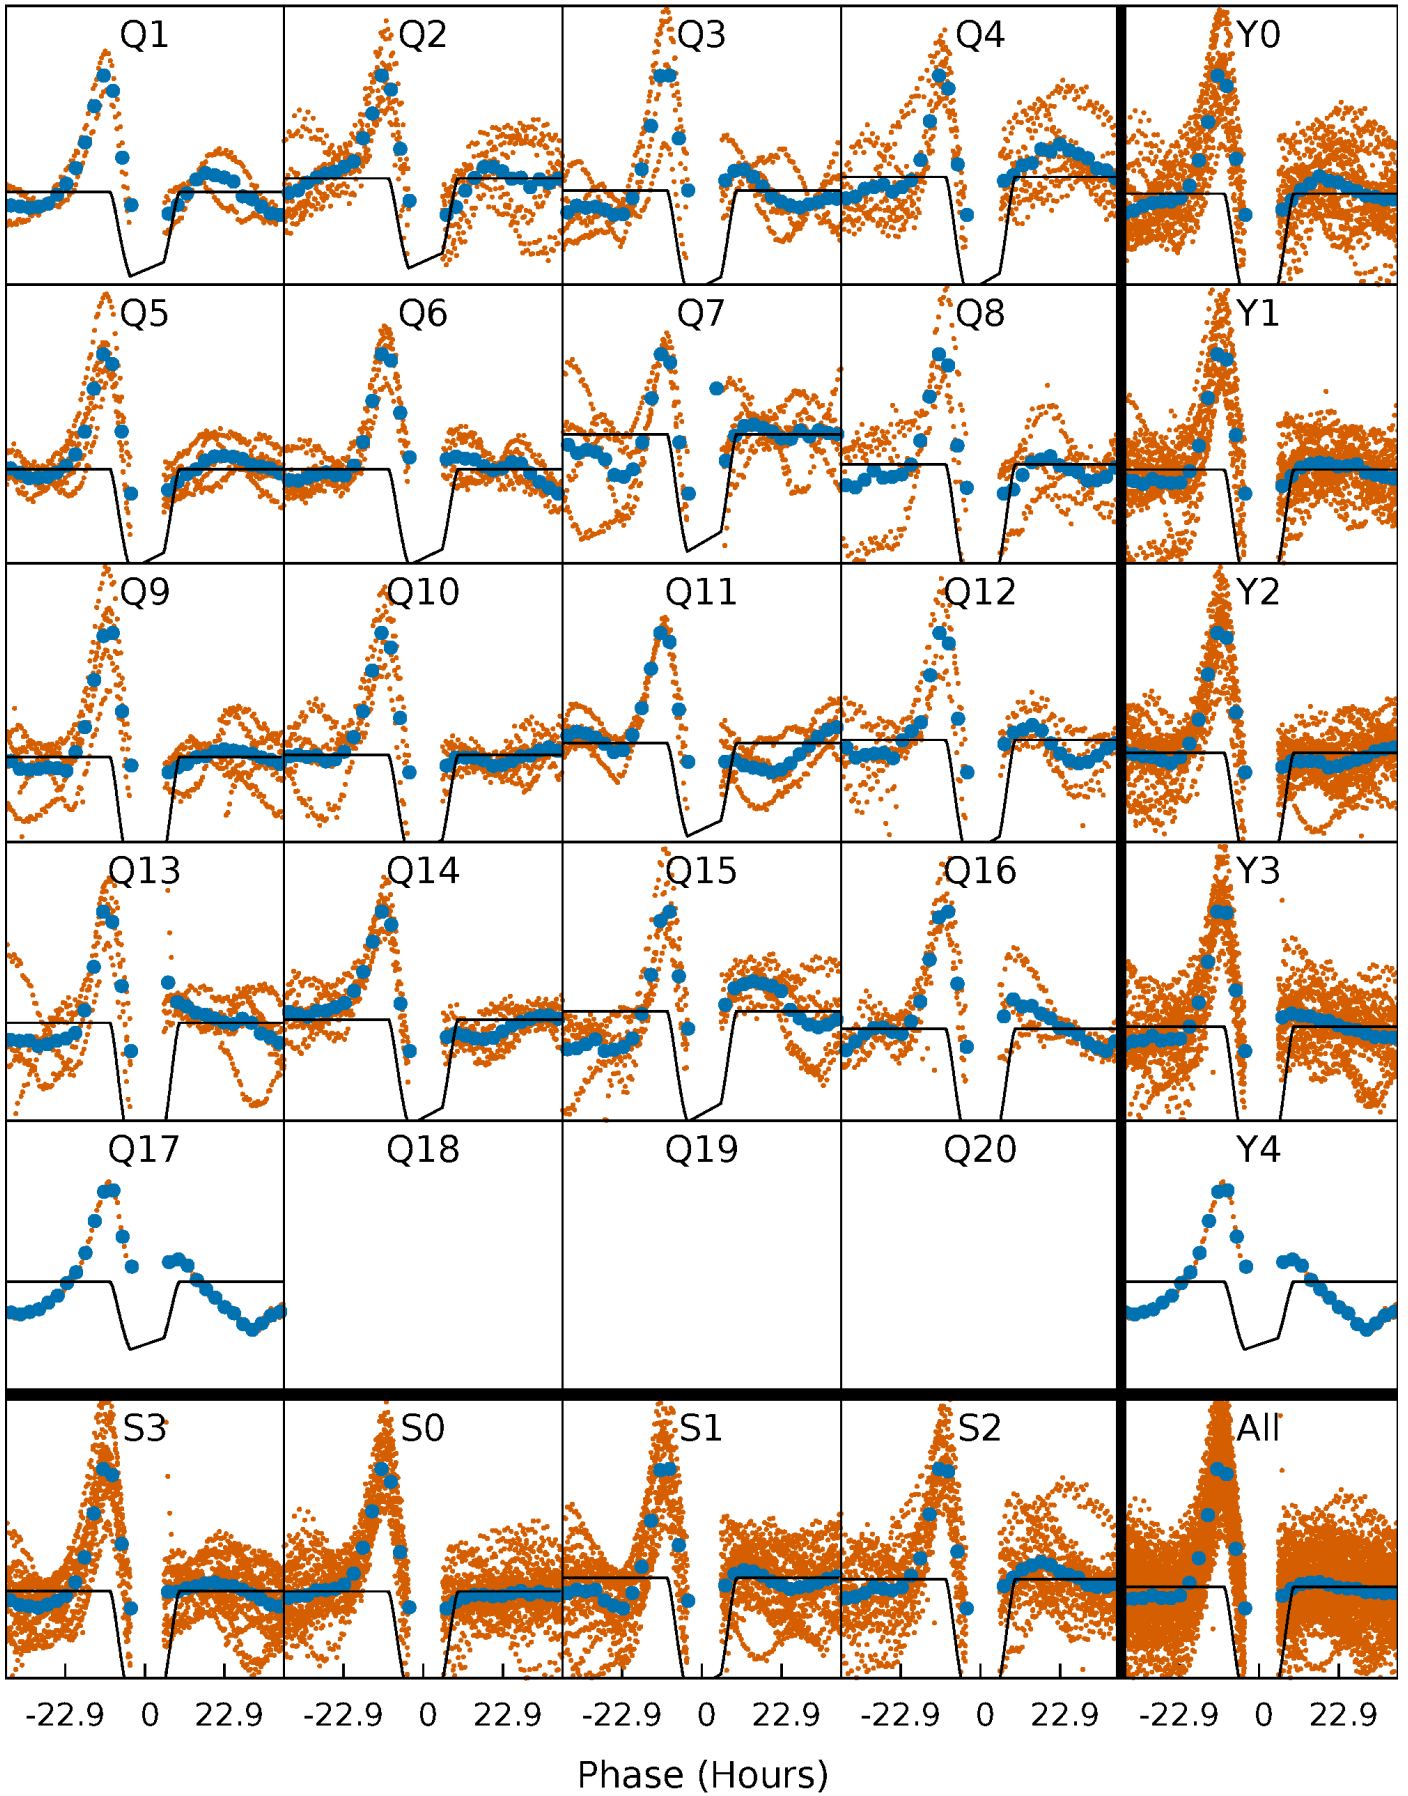 Q1 Q2 Q3 Q4 Y0
Q5 Q6 Q7 Q8 Y1
Q9 Q10 Q11 Q12 Y2
Q13 Q14 Q15 Q16 Y3
Q17 Q18 Q19 Q20 Y4
S3 S0 S1 S2 All
-22.9 0 22.9 -22.9 0 22.9 -22.9 0 22.9 -22.9 0 22.9 -22.9 0 22.9
Phase (Hours)